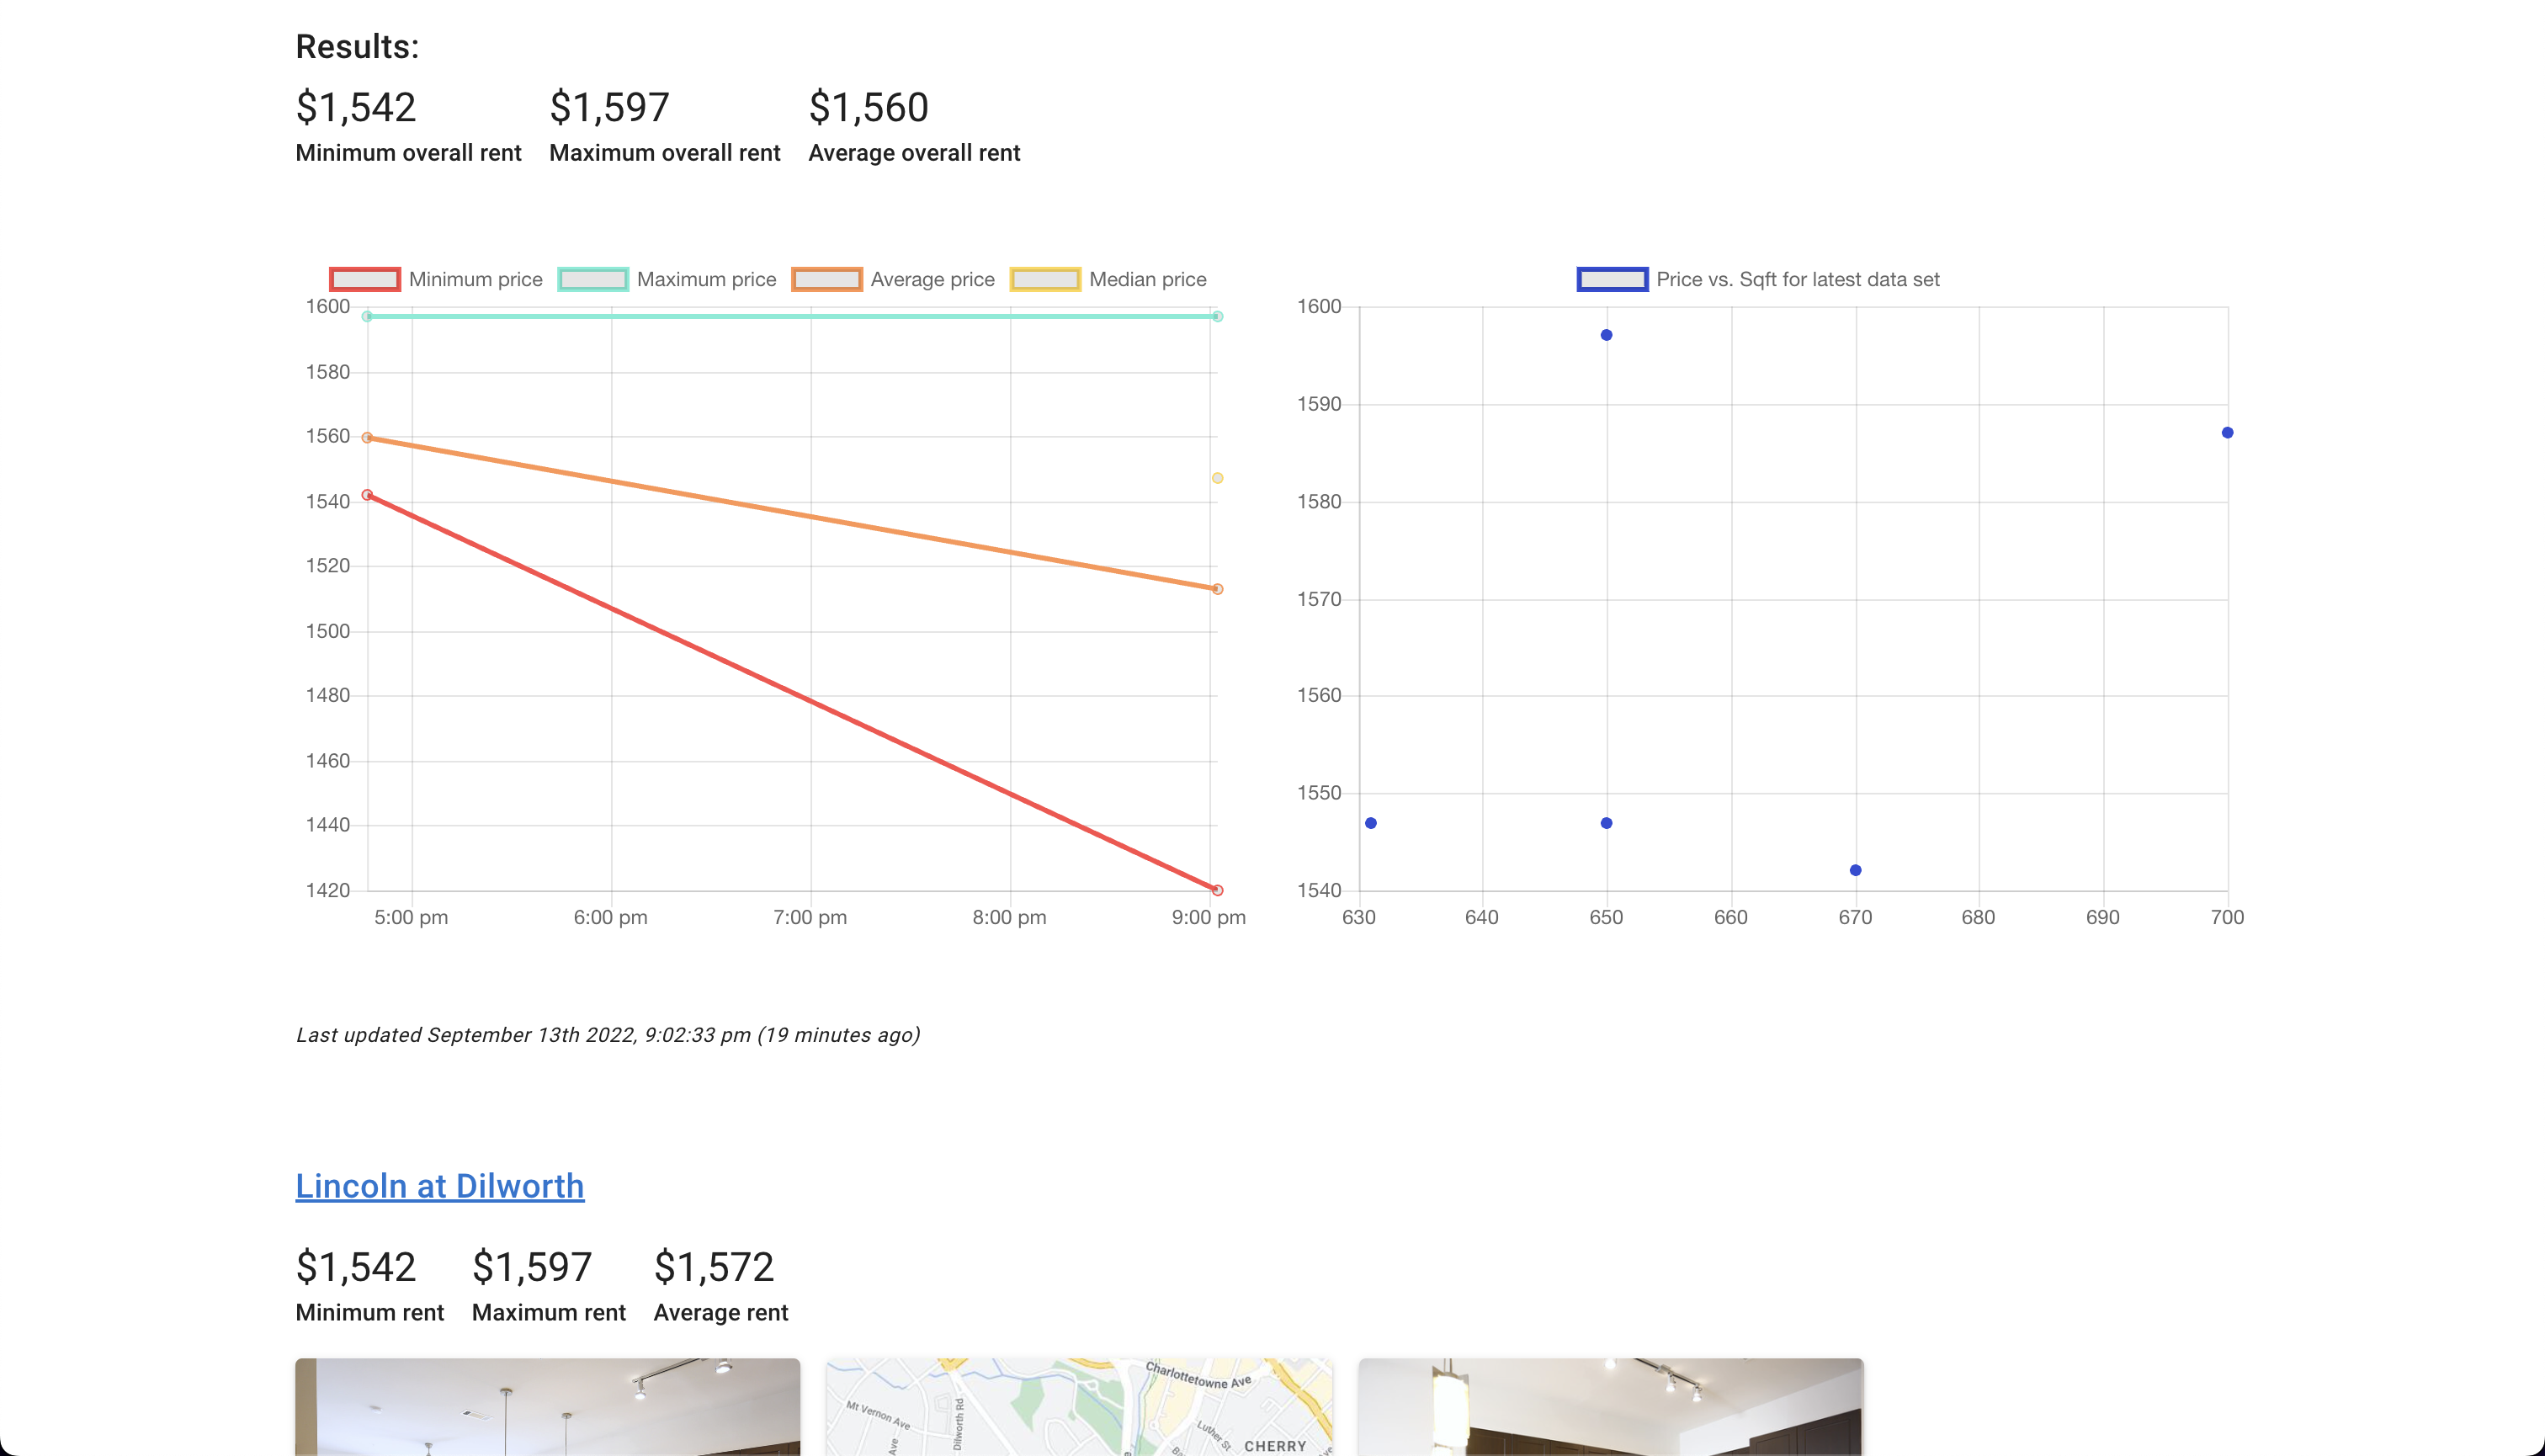 Results:
$1,542 $1,597 $1,560
Minimum overall rent Maximum overall rent Average overall rent
Minimum price Maximum price Average price Median price
1600
1580
1560
1540
1520
1500
1480
1460
1440
1420
5:00 pm 6:00 pm 7:00 pm 8:00 pm 9:00 pm
Price vs. Sqft for latest data set
1600
1590
1580
1570
1560
1550
1540
630 640 650 660 670 680 690 700
Last updated September 13th 2022, 9:02:33 pm (19 minutes ago)
Lincoln at Dilworth
$1,542 $1,597 $1,572
Minimum rent Maximum rent Average rent
Charlottetowne Ave
Mt Vernon Ave
Dilworth Rd
Ave
Luther St
CHERRY